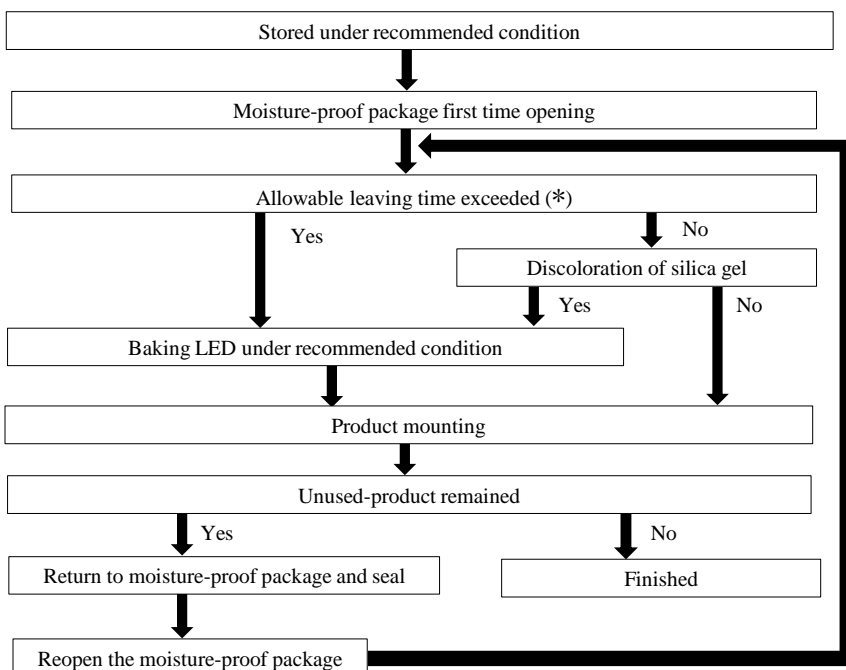 Stored under recommended condition
Moisture-proof package first time opening
Allowable leaving time exceeded (*)
Yes
No
Discoloration of silica gel
Yes
No
Baking LED under recommended condition
Product mounting
Unused-product remained
Yes
No
Return to moisture-proof package and seal
Finished
Reopen the moisture-proof package